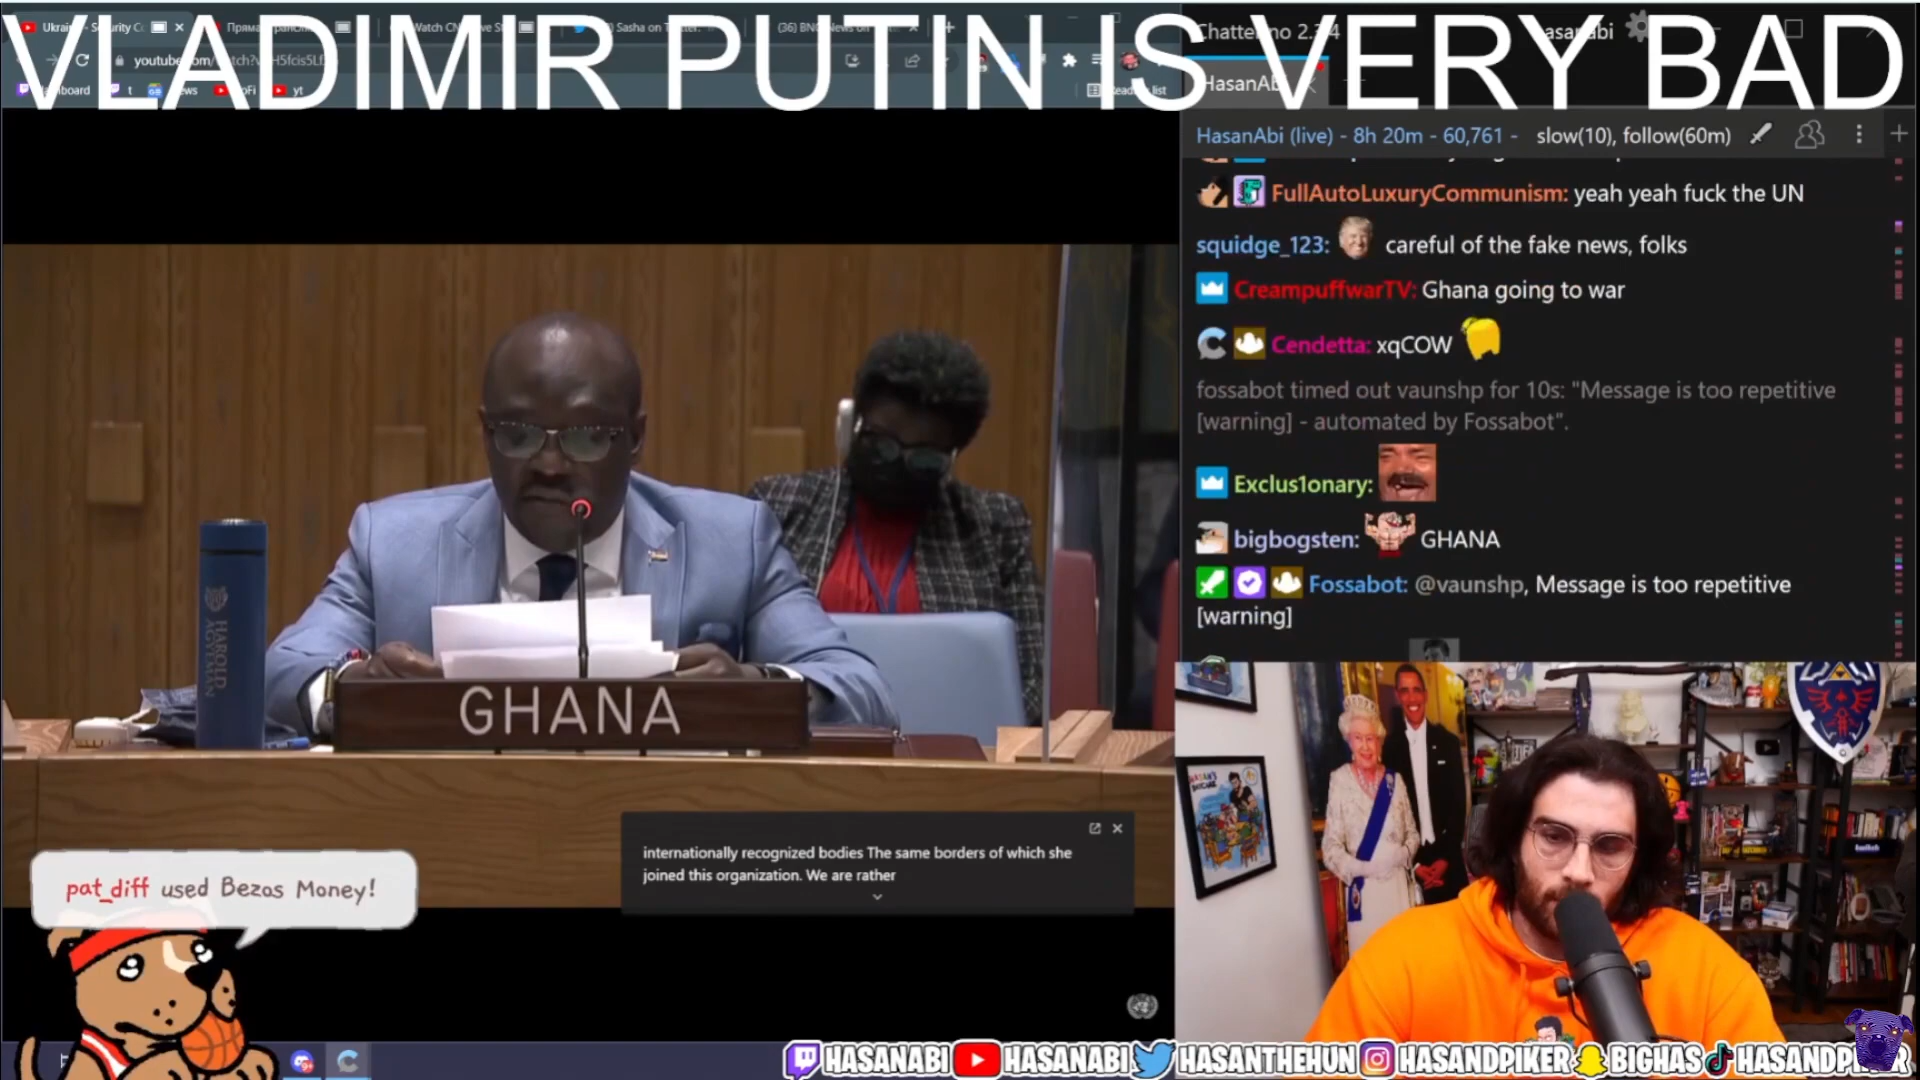 VLADIMIR PUTIN IS VERY BAD
HasanAbi
HasanAbi (live) - 8h 20m - 60,761 - slow(10), follow(60m)
FullAutoLuxuryCommunism: yeah yeah fuck the UN
squidge_123: careful of the fake news, folks
CreampuffwarTV: Ghana going to war
Cendetta: xqCOW
fossabot timed out vaunshp for 10s: "Message is too repetitive
[warning] - automated by Fossabot".
Exclus1onary:
bigbogsten: GHANA
Fossabot: @vaunshp, Message is too repetitive
[warning]
HAROLD
AGYEMAN
GHANA
internationally recognized bodies The same borders of which she
joined this organization. We are rather
pat_diff used Bezos Money!
HASANABI HASANABI HASANTHEHUN HASANDPIKER BIGHAS HASANDPIKER